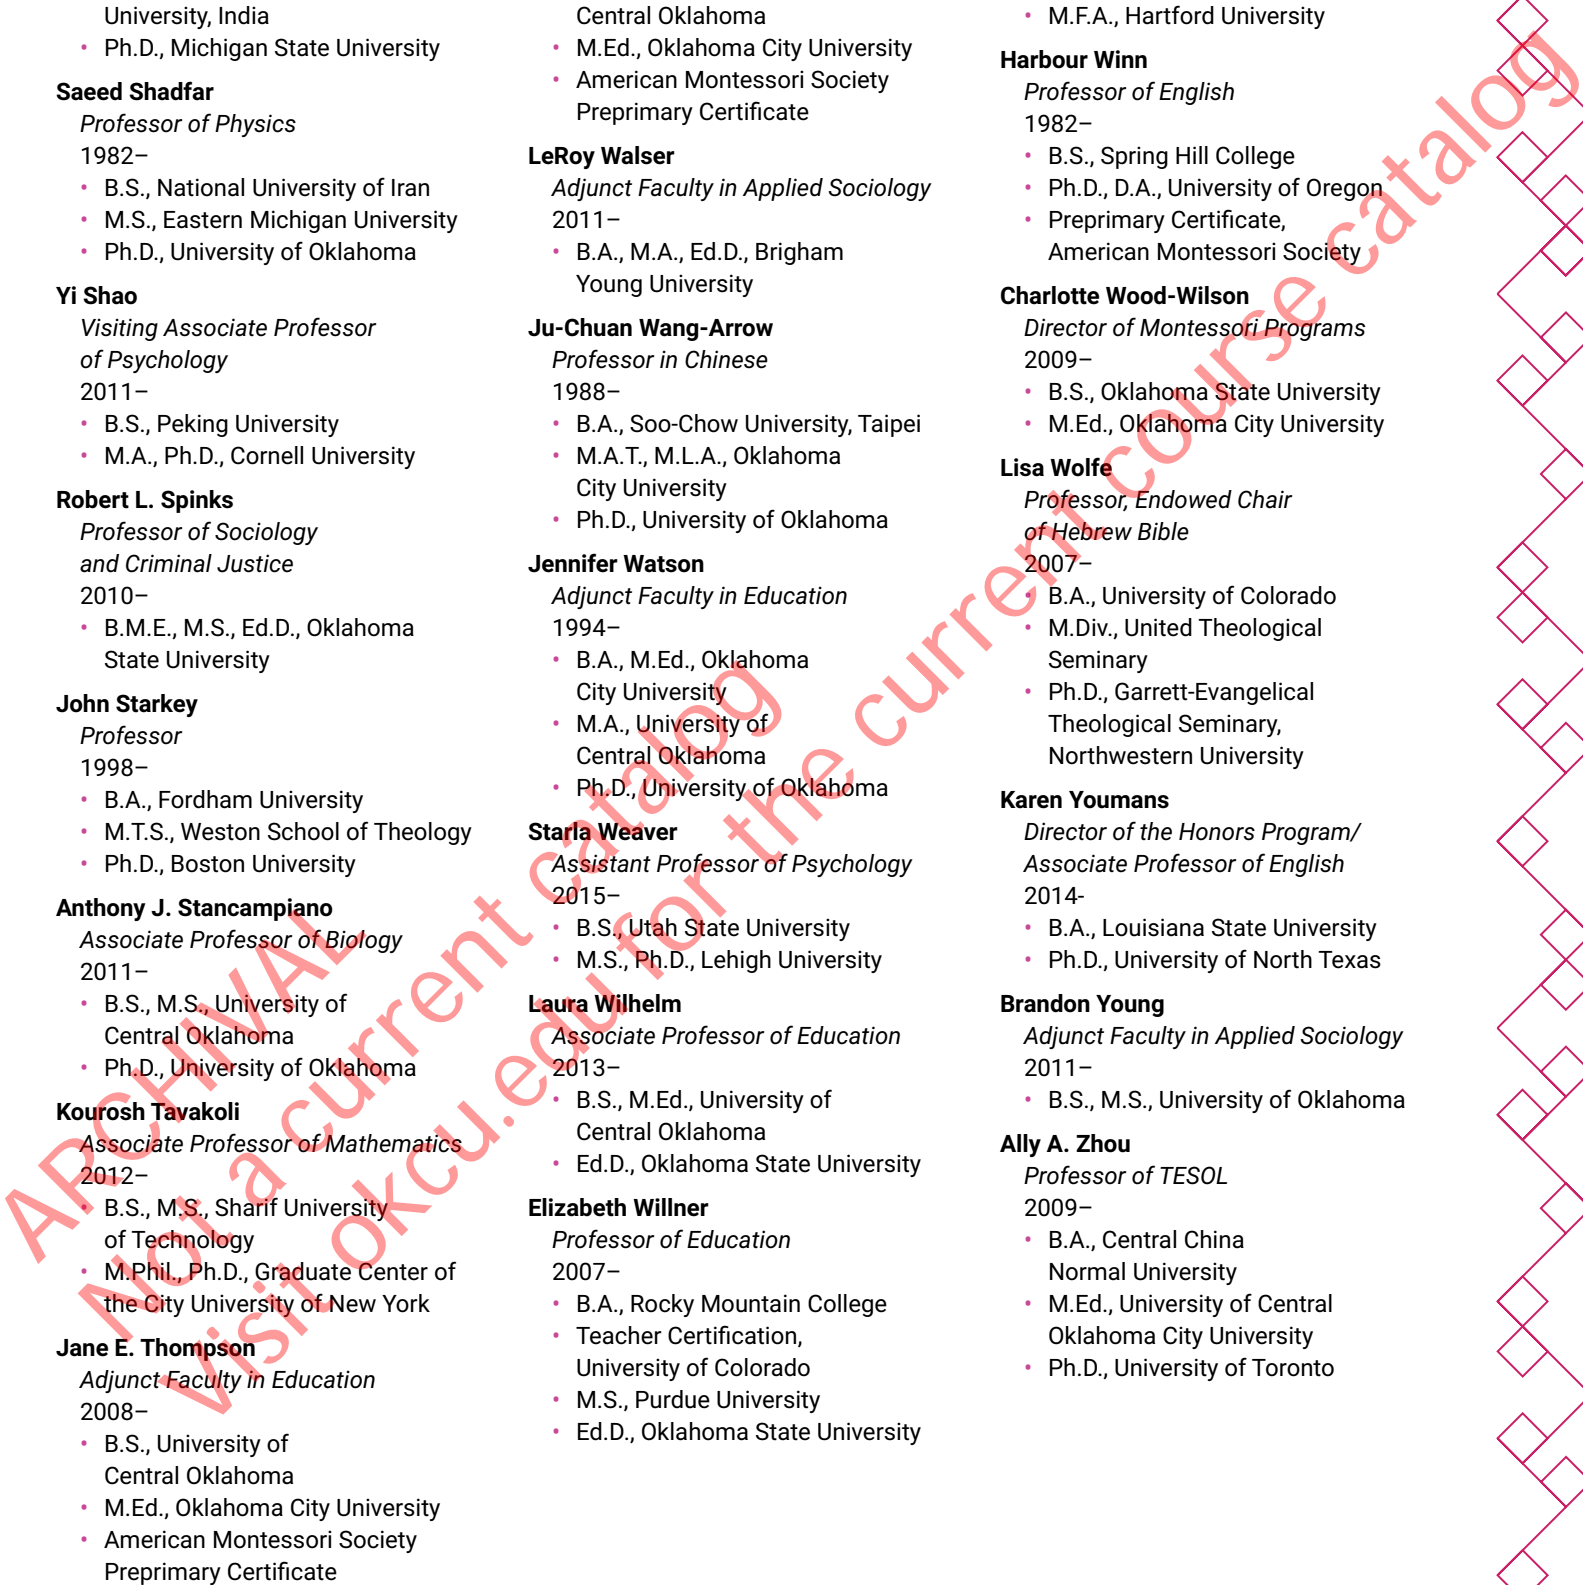 University, India
• Ph.D., Michigan State University
Saeed Shadfar
Professor of Physics
1982–
• B.S., National University of Iran
• M.S., Eastern Michigan University
• Ph.D., University of Oklahoma
Yi Shao
Visiting Associate Professor
of Psychology
2011–
• B.S., Peking University
• M.A., Ph.D., Cornell University
Robert L. Spinks
Professor of Sociology
and Criminal Justice
2010–
• B.M.E., M.S., Ed.D., Oklahoma
State University
John Starkey
Professor
1998–
• B.A., Fordham University
• M.T.S., Weston School of Theology
• Ph.D., Boston University
Anthony J. Stancampiano
Associate Professor of Biology
2011–
• B.S., M.S., University of
Central Oklahoma
• Ph.D., University of Oklahoma
Kourosh Tavakoli
Associate Professor of Mathematics
2012–
• B.S., M.S., Sharif University
of Technology
• M.Phil., Ph.D., Graduate Center of
the City University of New York
Jane E. Thompson
Adjunct Faculty in Education
2008–
• B.S., University of
Central Oklahoma
• M.Ed., Oklahoma City University
• American Montessori Society
Preprimary Certificate
Central Oklahoma
• M.Ed., Oklahoma City University
• American Montessori Society
Preprimary Certificate
LeRoy Walser
Adjunct Faculty in Applied Sociology
2011–
• B.A., M.A., Ed.D., Brigham
Young University
Ju-Chuan Wang-Arrow
Professor in Chinese
1988–
• B.A., Soo-Chow University, Taipei
• M.A.T., M.L.A., Oklahoma
City University
• Ph.D., University of Oklahoma
Jennifer Watson
Adjunct Faculty in Education
1994–
• B.A., M.Ed., Oklahoma
City University
• M.A., University of
Central Oklahoma
• Ph.D., University of Oklahoma
Starla Weaver
Assistant Professor of Psychology
2015–
• B.S., Utah State University
• M.S., Ph.D., Lehigh University
Laura Wilhelm
Associate Professor of Education
2013–
• B.S., M.Ed., University of
Central Oklahoma
• Ed.D., Oklahoma State University
Elizabeth Willner
Professor of Education
2007–
• B.A., Rocky Mountain College
• Teacher Certification,
University of Colorado
• M.S., Purdue University
• Ed.D., Oklahoma State University
• M.F.A., Hartford University
Harbour Winn
Professor of English
1982–
• B.S., Spring Hill College
• Ph.D., D.A., University of Oregon
• Preprimary Certificate,
American Montessori Society
Charlotte Wood-Wilson
Director of Montessori Programs
2009–
• B.S., Oklahoma State University
• M.Ed., Oklahoma City University
Lisa Wolfe
Professor, Endowed Chair
of Hebrew Bible
2007–
• B.A., University of Colorado
• M.Div., United Theological
Seminary
• Ph.D., Garrett-Evangelical
Theological Seminary,
Northwestern University
Karen Youmans
Director of the Honors Program/
Associate Professor of English
2014-
• B.A., Louisiana State University
• Ph.D., University of North Texas
Brandon Young
Adjunct Faculty in Applied Sociology
2011–
• B.S., M.S., University of Oklahoma
Ally A. Zhou
Professor of TESOL
2009–
• B.A., Central China
Normal University
• M.Ed., University of Central
Oklahoma City University
• Ph.D., University of Toronto
ARCHIVAL
Not a current catalog
Visit okcu.edu for the current course catalog